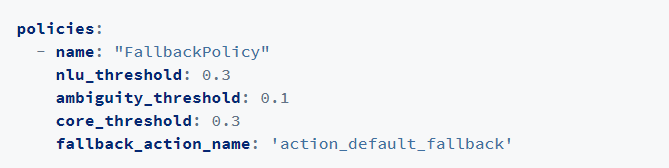 policies:
  - name: "FallbackPolicy"
    nlu_threshold: 0.3
    ambiguity_threshold: 0.1
    core_threshold: 0.3
    fallback_action_name: 'action_default_fallback'